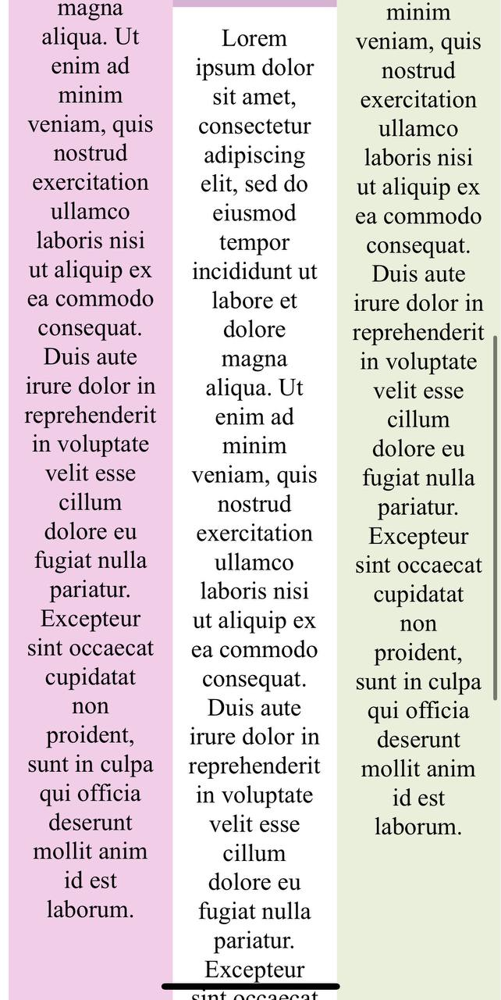 magna
aliqua. Ut
enim ad
minim
veniam, quis
nostrud
exercitation
ullamco
laboris nisi
ut aliquip ex
ea commodo
consequat.
Duis aute
irure dolor in
reprehenderit
in voluptate
velit esse
cillum
dolore eu
fugiat nulla
pariatur.
Excepteur
sint occaecat
cupidatat
non
proident,
sunt in culpa
qui officia
deserunt
mollit anim
id est
laborum.
Lorem
ipsum dolor
sit amet,
consectetur
adipiscing
elit, sed do
eiusmod
tempor
incididunt ut
labore et
dolore
magna
aliqua. Ut
enim ad
minim
veniam, quis
nostrud
exercitation
ullamco
laboris nisi
ut aliquip ex
ea commodo
consequat.
Duis aute
irure dolor in
reprehenderit
in voluptate
velit esse
cillum
dolore eu
fugiat nulla
pariatur.
Excepteur
sint occaecat
minim
veniam, quis
nostrud
exercitation
ullamco
laboris nisi
ut aliquip ex
ea commodo
consequat.
Duis aute
irure dolor in
reprehenderit
in voluptate
velit esse
cillum
dolore eu
fugiat nulla
pariatur.
Excepteur
sint occaecat
cupidatat
non
proident,
sunt in culpa
qui officia
deserunt
mollit anim
id est
laborum.